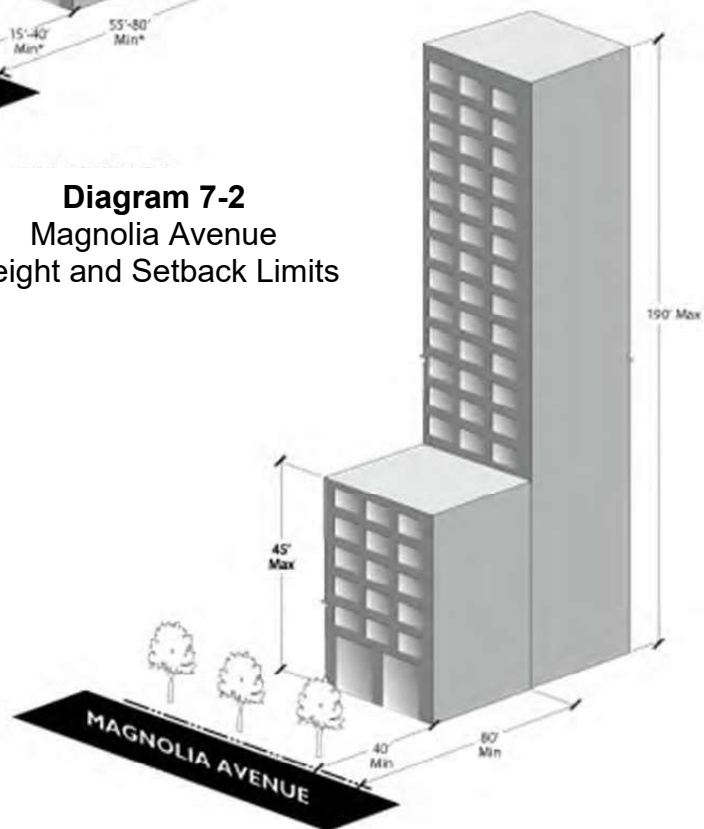 15'-40'
Min*
55'-80'
Min*
Diagram 7-2
Magnolia Avenue
eight and Setback Limits
190' Max
45'
Max
40'
Min
80'
Min
MAGNOLIA AVENUE